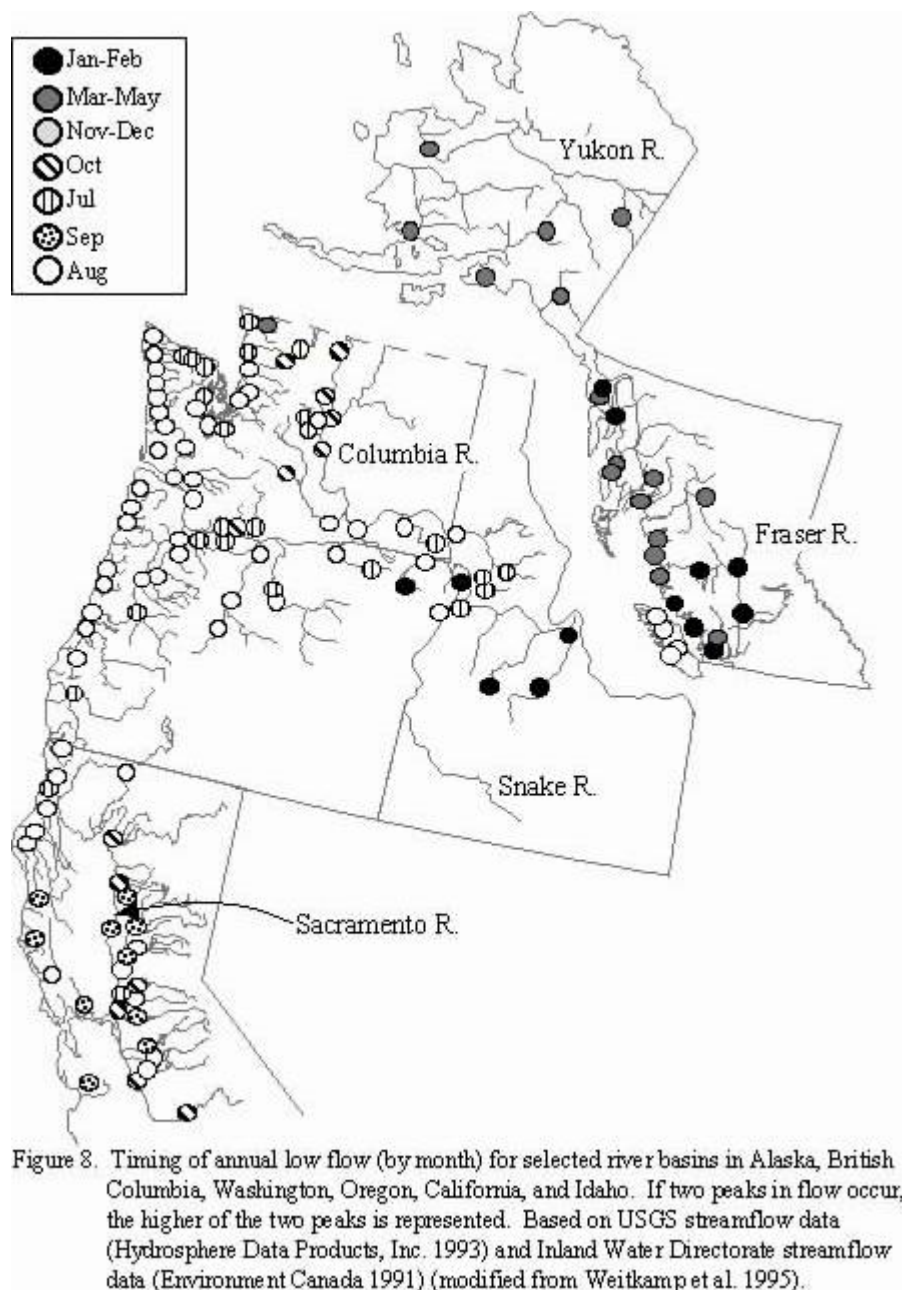 Jan-Feb
Mar-May
Nov-Dec
Oct
Jul
Sep
Aug
Yukon R.
Columbia R.
Fraser R.
Snake R.
Sacramento R.
Figure 8. Timing of annual low flow (by month) for selected river basins in Alaska, British
Columbia, Washington, Oregon, California, and Idaho. If two peaks in flow occur,
the higher of the two peaks is represented. Based on USGS streamflow data
(Hydrosphere Data Products, Inc. 1993) and Inland Water Directorate streamflow
data (Environment Canada 1991) (modified from Weitkamp et al. 1995).